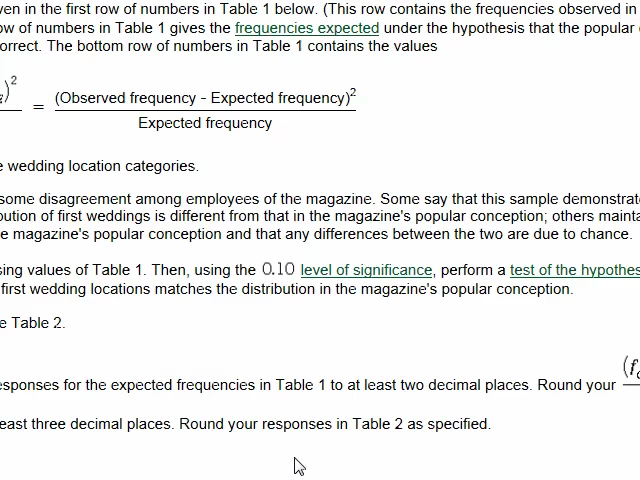 ven in the first row of numbers in Table 1 below. (This row contains the frequencies observed in
ow of numbers in Table 1 gives the frequencies expected under the hypothesis that the popular
orrect. The bottom row of numbers in Table 1 contains the values
)² = (Observed frequency - Expected frequency)²
Expected frequency
e wedding location categories.
some disagreement among employees of the magazine. Some say that this sample demonstrate
bution of first weddings is different from that in the magazine's popular conception; others mainta
e magazine's popular conception and that any differences between the two are due to chance.
sing values of Table 1. Then, using the 0.10 level of significance, perform a test of the hypothes
first wedding locations matches the distribution in the magazine's popular conception.
e Table 2.
esponses for the expected frequencies in Table 1 to at least two decimal places. Round your (f
east three decimal places. Round your responses in Table 2 as specified.